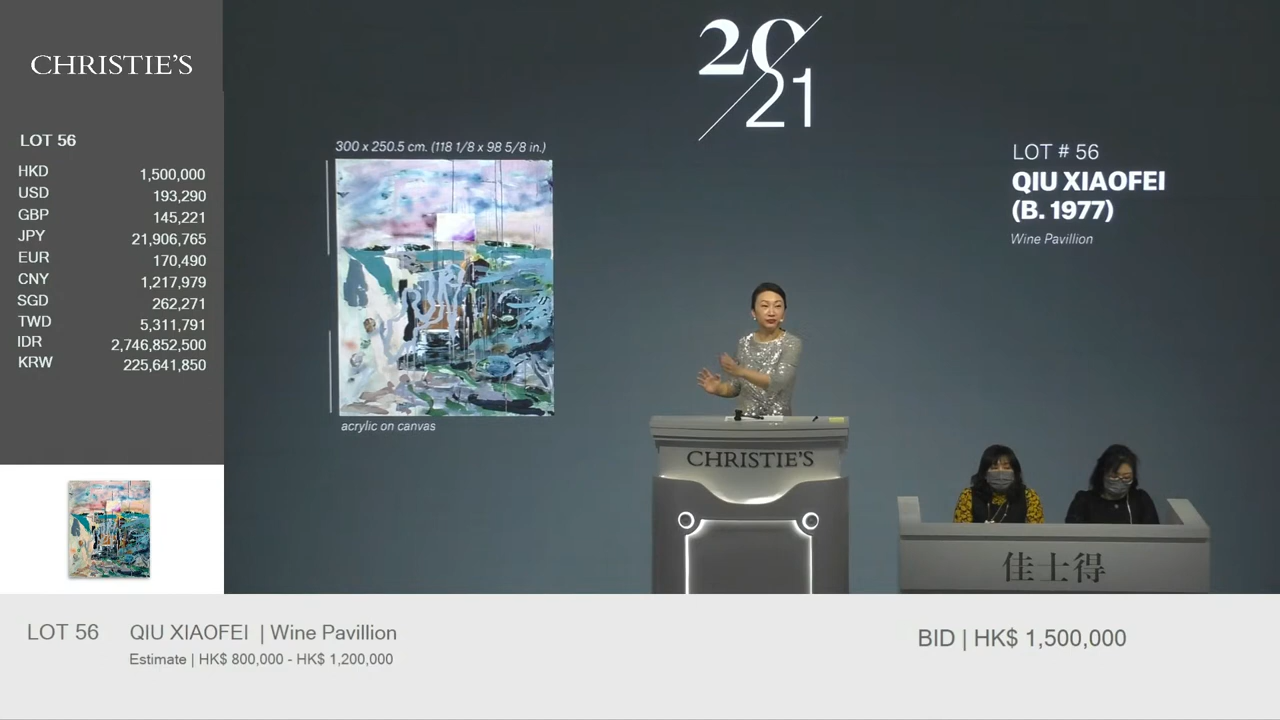 CHRISTIE'S
LOT 56
HKD 1,500,000
USD 193,290
GBP 145,221
JPY 21,906,765
EUR 170,490
CNY 1,217,979
SGD 262,271
TWD 5,311,791
IDR 2,746,852,500
KRW 225,641,850
20
21
300 x 250.5 cm. (118 1/8 x 98 5/8 in.)
acrylic on canvas
LOT # 56
QIU XIAOFEI
(B. 1977)
Wine Pavillion
CHRISTIE'S
佳士得
LOT 56 QIU XIAOFEI | Wine Pavillion
Estimate | HK$ 800,000 - HK$ 1,200,000
BID | HK$ 1,500,000